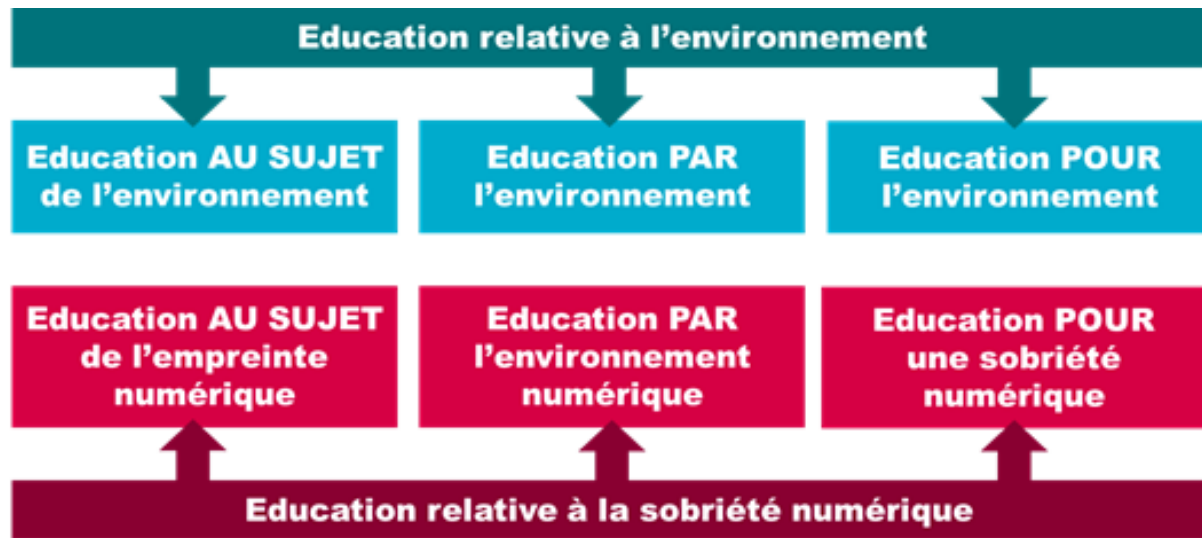 Education relative à l'environnement
Education AU SUJET
de l'environnement
Education PAR
l'environnement
Education POUR
l'environnement
Education AU SUJET
de l'empreinte
numérique
Education PAR
l'environnement
numérique
Education POUR
une sobriété
numérique
Education relative à la sobriété numérique